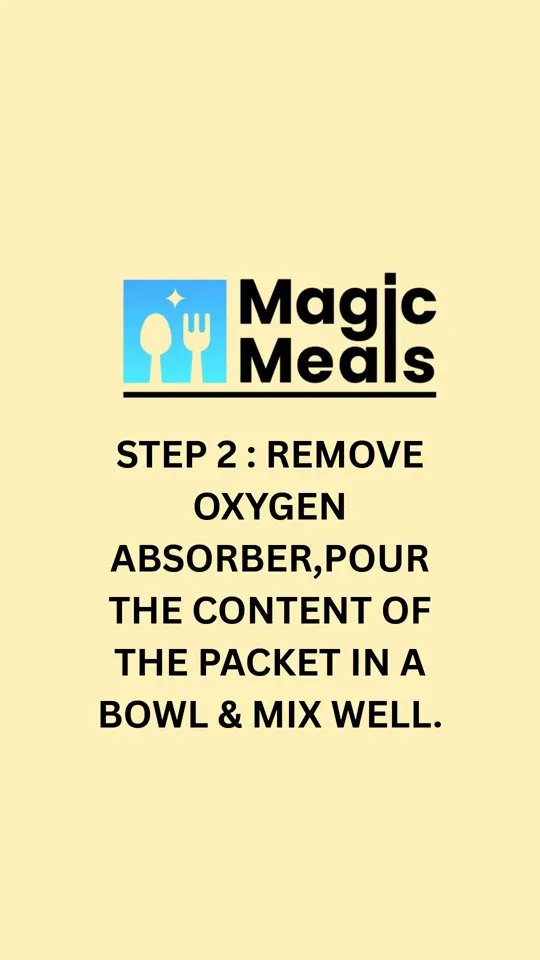 Magic
Meals
STEP 2 : REMOVE
OXYGEN
ABSORBER,POUR
THE CONTENT OF
THE PACKET IN A
BOWL & MIX WELL.